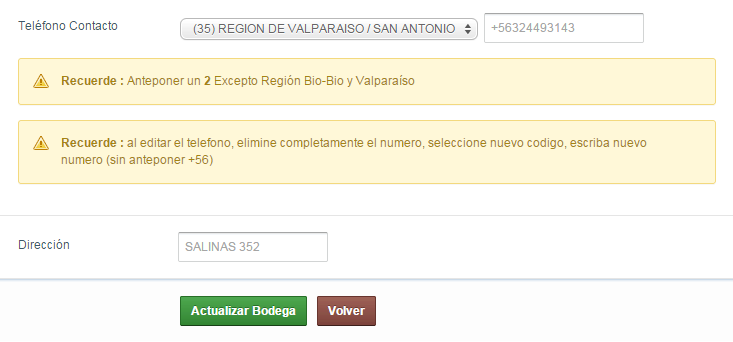 Teléfono Contacto (35) REGION DE VALPARAISO / SAN ANTONIO +56324493143
Recuerde : Anteponer un 2 Excepto Región Bio-Bio y Valparaíso
Recuerde : al editar el telefono, elimine completamente el numero, seleccione nuevo codigo, escriba nuevo
numero (sin anteponer +56)
Dirección SALINAS 352
Actualizar Bodega Volver